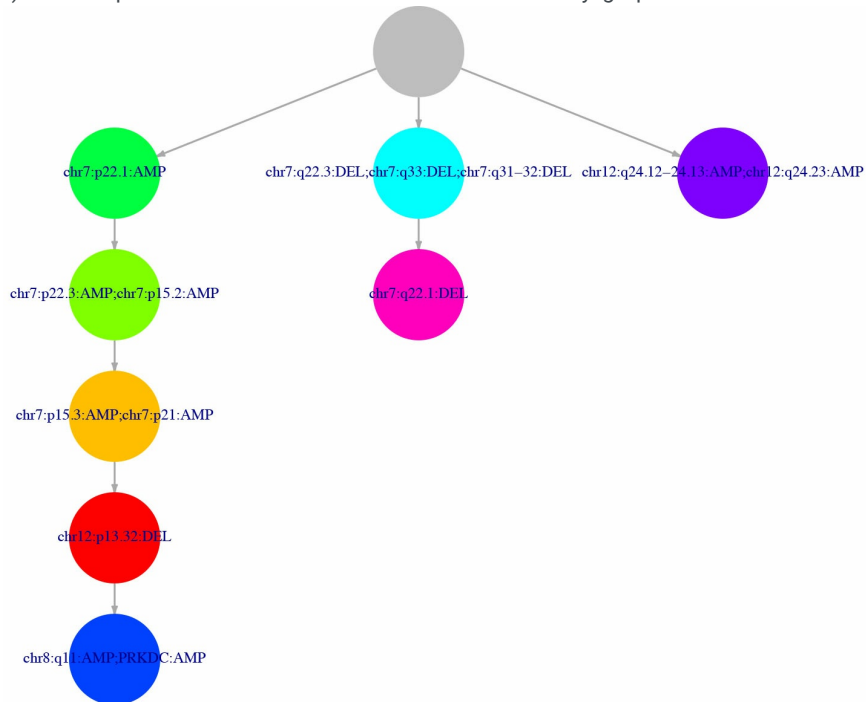 chr7:p22.1:AMP
chr7:q22.3:DEL;chr7:q33:DEL;chr7:q31–32:DEL
chr12:q24.12–24.13:AMP;chr12:q24.23:AMP
chr7:p22.3:AMP;chr7:p15.2:AMP
chr7:q22.1:DEL
chr7:p15.3:AMP;chr7:p21:AMP
chr12:p13.32:DEL
chr8:q11:AMP;PRKDC:AMP